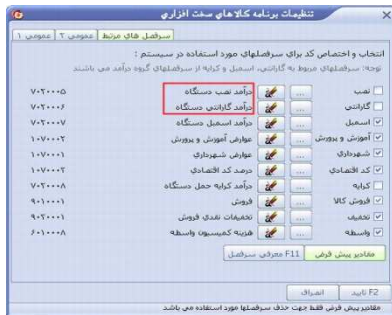 تنظیمات برنامه کالاهای سخت افزاری
سرفصل های مرتبط عمومی ۲ عمومی ۱
انتخاب و اختصاص کد برای سرفصلهای مورد استفاده در سیستم :
توجه: سرفصلهای مربوط به گارانتی، اسمبل و کرایه از سرفصلهای گروه درآمد می باشند
نصب ... درآمد نصب دستگاه ۷۰۲۰۰۰۵
گارانتی ... درآمد گارانتی دستگاه ۷۰۲۰۰۰۶
اسمبل ... درآمد اسمبل دستگاه ۷۰۲۰۰۰۷
آموزش و پرورش ... عوارض آموزش و پرورش ۱۰۷۰۰۰۲
شهرداری ... عوارض شهرداری ۱۰۷۰۰۰۱
کد اقتصادی ... درصد کد اقتصادی ۱۰۷۰۰۰۲
کرایه ... درآمد کرایه حمل دستگاه ۷۰۲۰۰۰۸
فروش کالا ... فروش ۹۰۱۰۰۰۱
تخفیف ... تخفیفات نقدی فروش ۹۰۲۰۰۰۱
واسطه ... هزینه کمیسیون واسطه ۶۰۱۰۰۰۸
مقادیر پیش فرض F11 معرفی سرفصل
F2 تایید انصراف
مقادیر پیش فرض فقط جهت حذف سرفصلها مورد استفاده می باشد